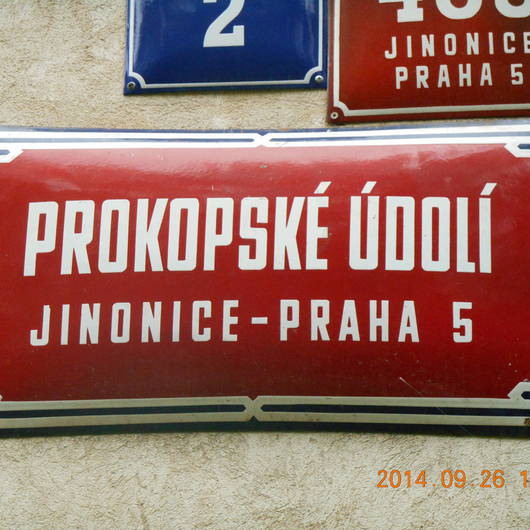 2
JINONICE
PRAHA 5
PROKOPSKÉ ÚDOLÍ
JINONICE-PRAHA 5
2014.09.26